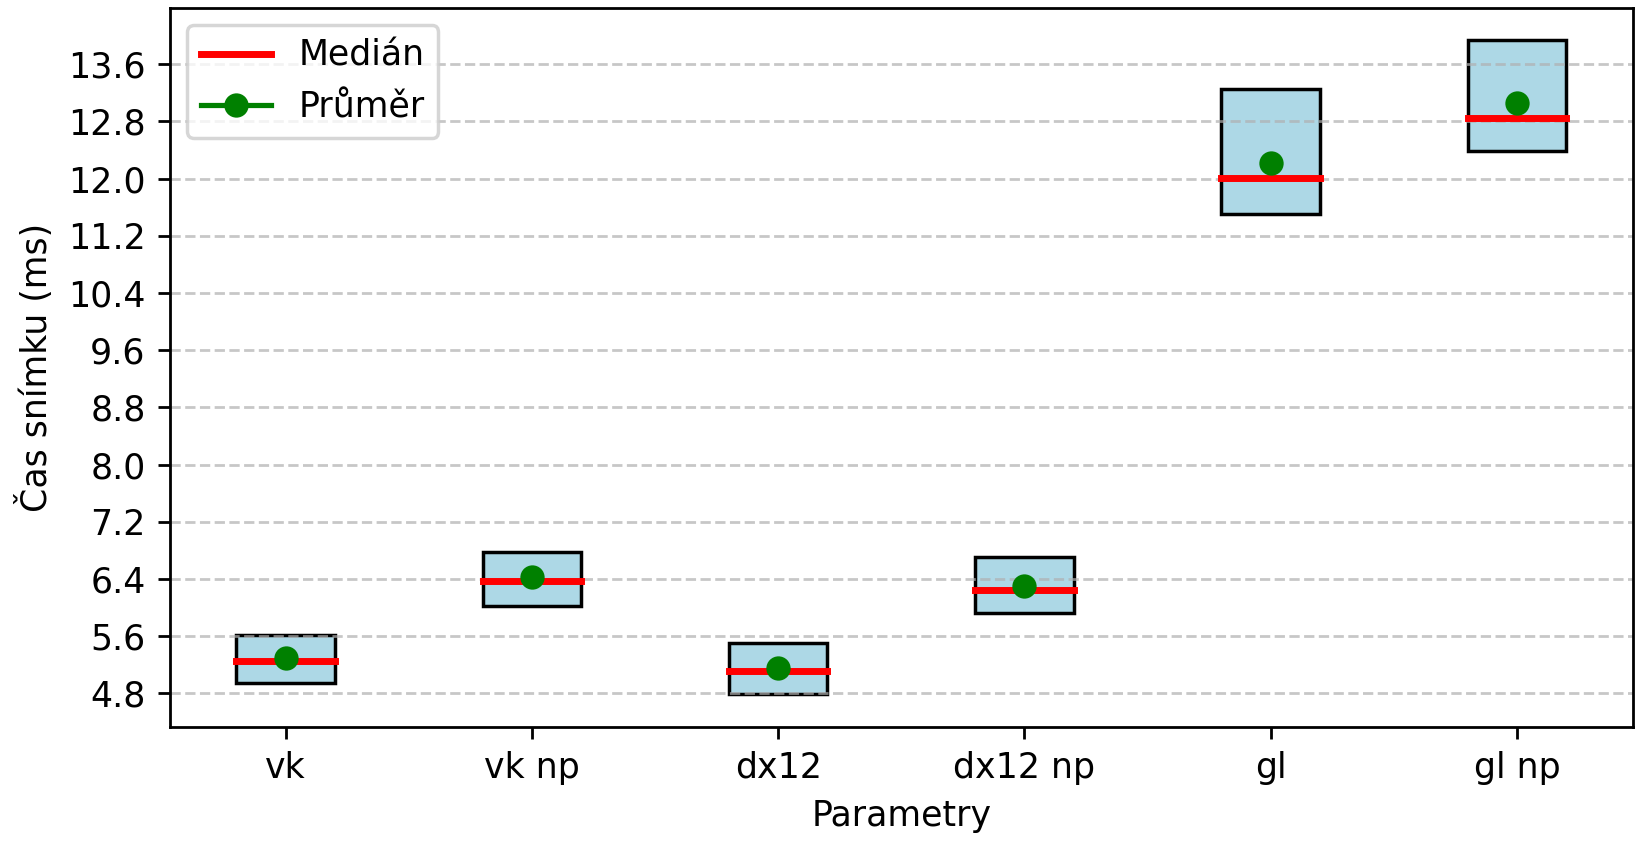 Medián
Průměr
13.6
12.8
12.0
11.2
10.4
9.6
8.8
8.0
7.2
6.4
5.6
4.8
Čas snímku (ms)
vk
vk np
dx12
dx12 np
gl
gl np
Parametry